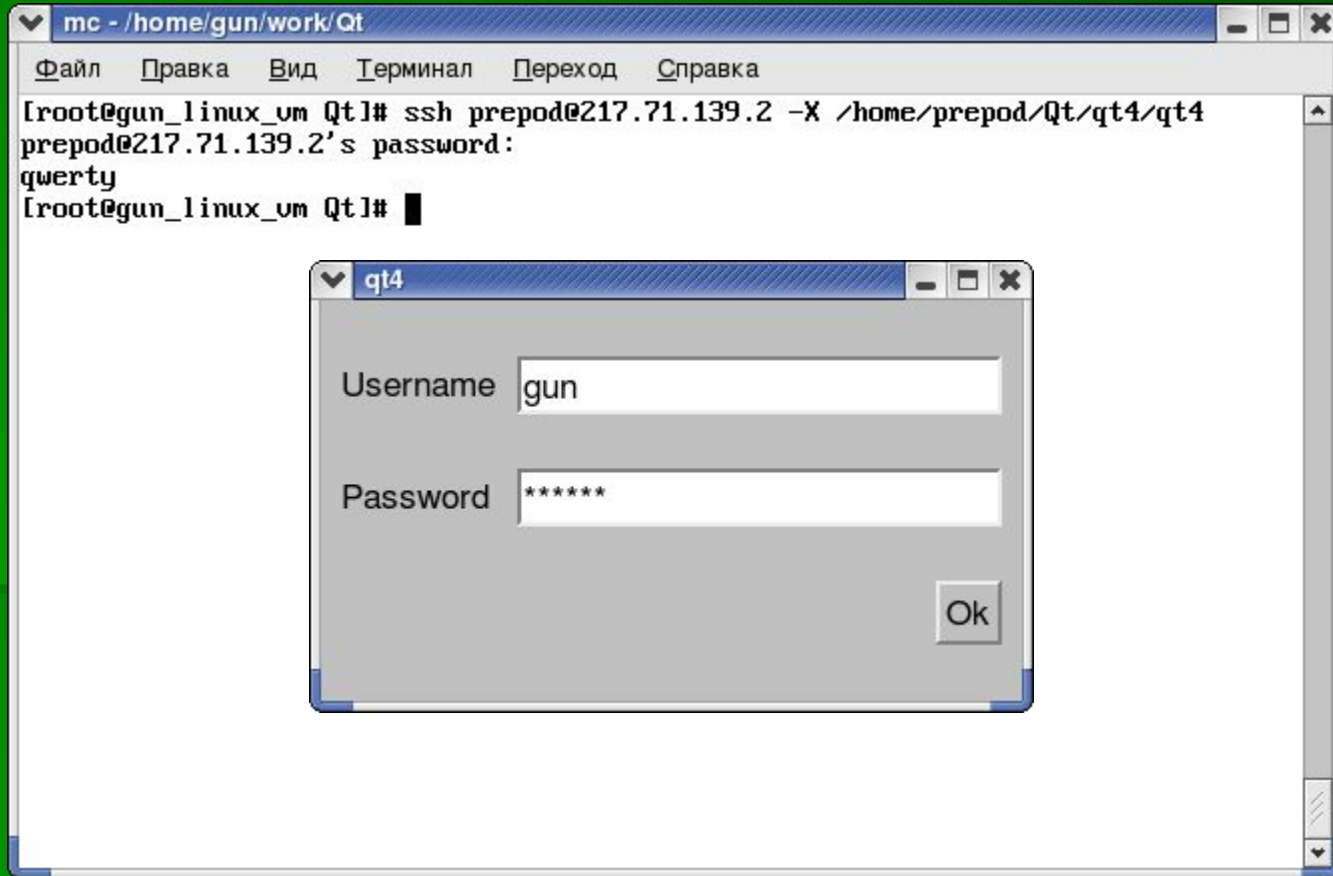 mc - /home/gun/work/Qt
Файл Правка Вид Терминал Переход Справка
[root@gun_linux_vm Qt]# ssh prepod@217.71.139.2 -X /home/prepod/Qt/qt4/qt4
prepod@217.71.139.2's password:
qwerty
[root@gun_linux_vm Qt]#
qt4
Username gun
Password ******
Ok